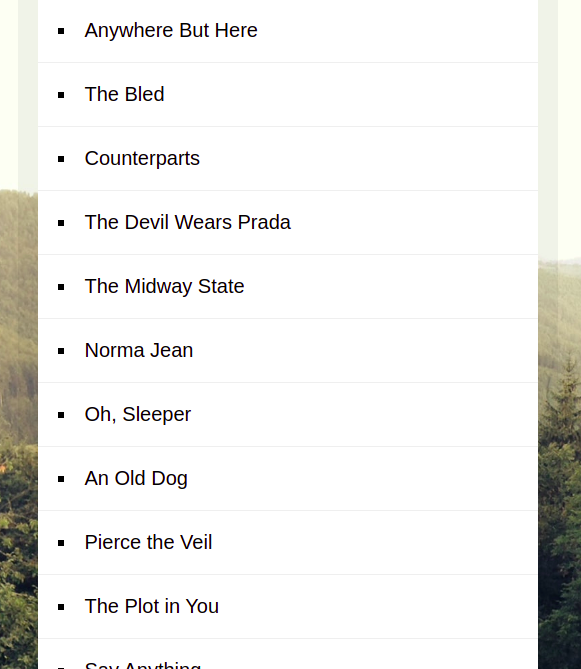 Anywhere But Here
The Bled
Counterparts
The Devil Wears Prada
The Midway State
Norma Jean
Oh, Sleeper
An Old Dog
Pierce the Veil
The Plot in You
Say Anything